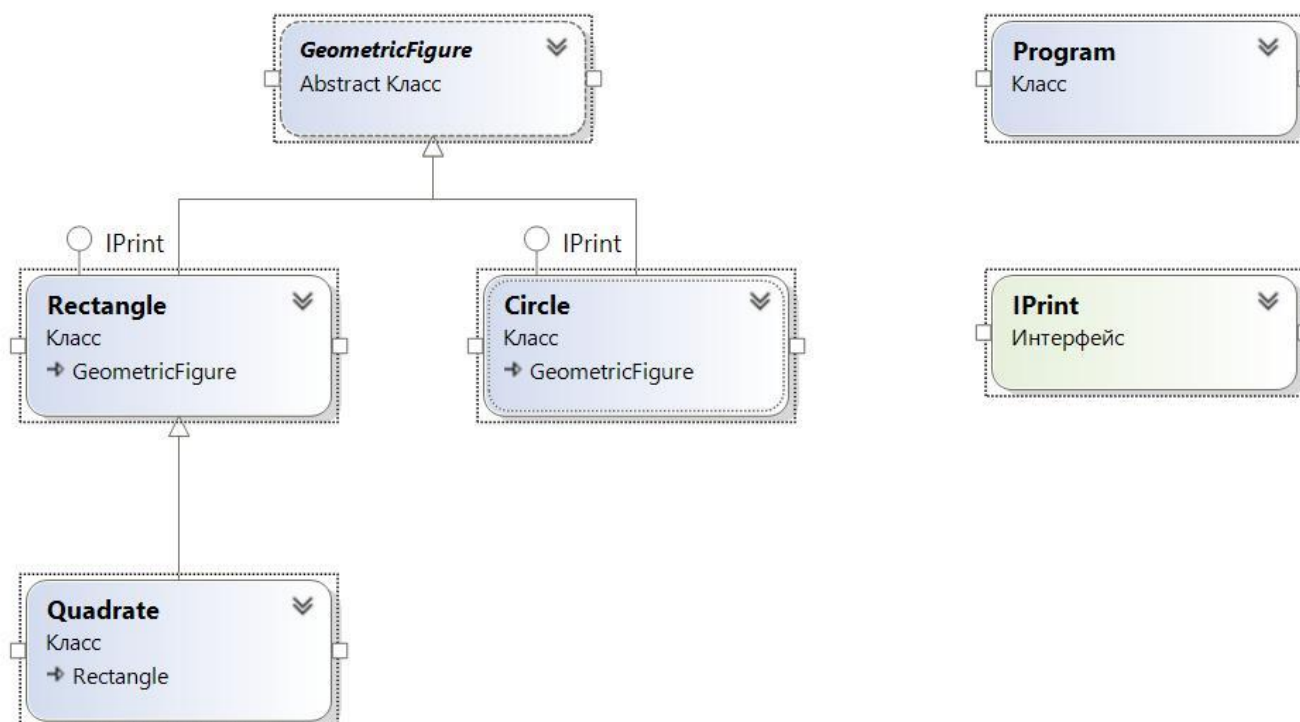 GeometricFigure
Abstract Класс
Program
Класс
IPrint
IPrint
Rectangle
Класс
GeometricFigure
Circle
Класс
GeometricFigure
IPrint
Интерфейс
Quadrate
Класс
Rectangle